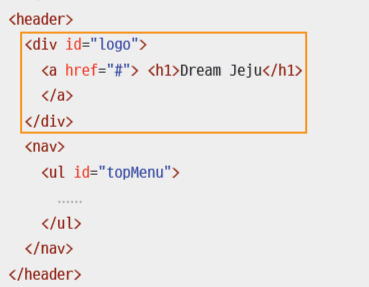 <header>
<div id="logo">
<a href="#"> <h1>Dream Jeju</h1>
</a>
</div>
<nav>
<ul id="topMenu">
......
</ul>
</nav>
</header>